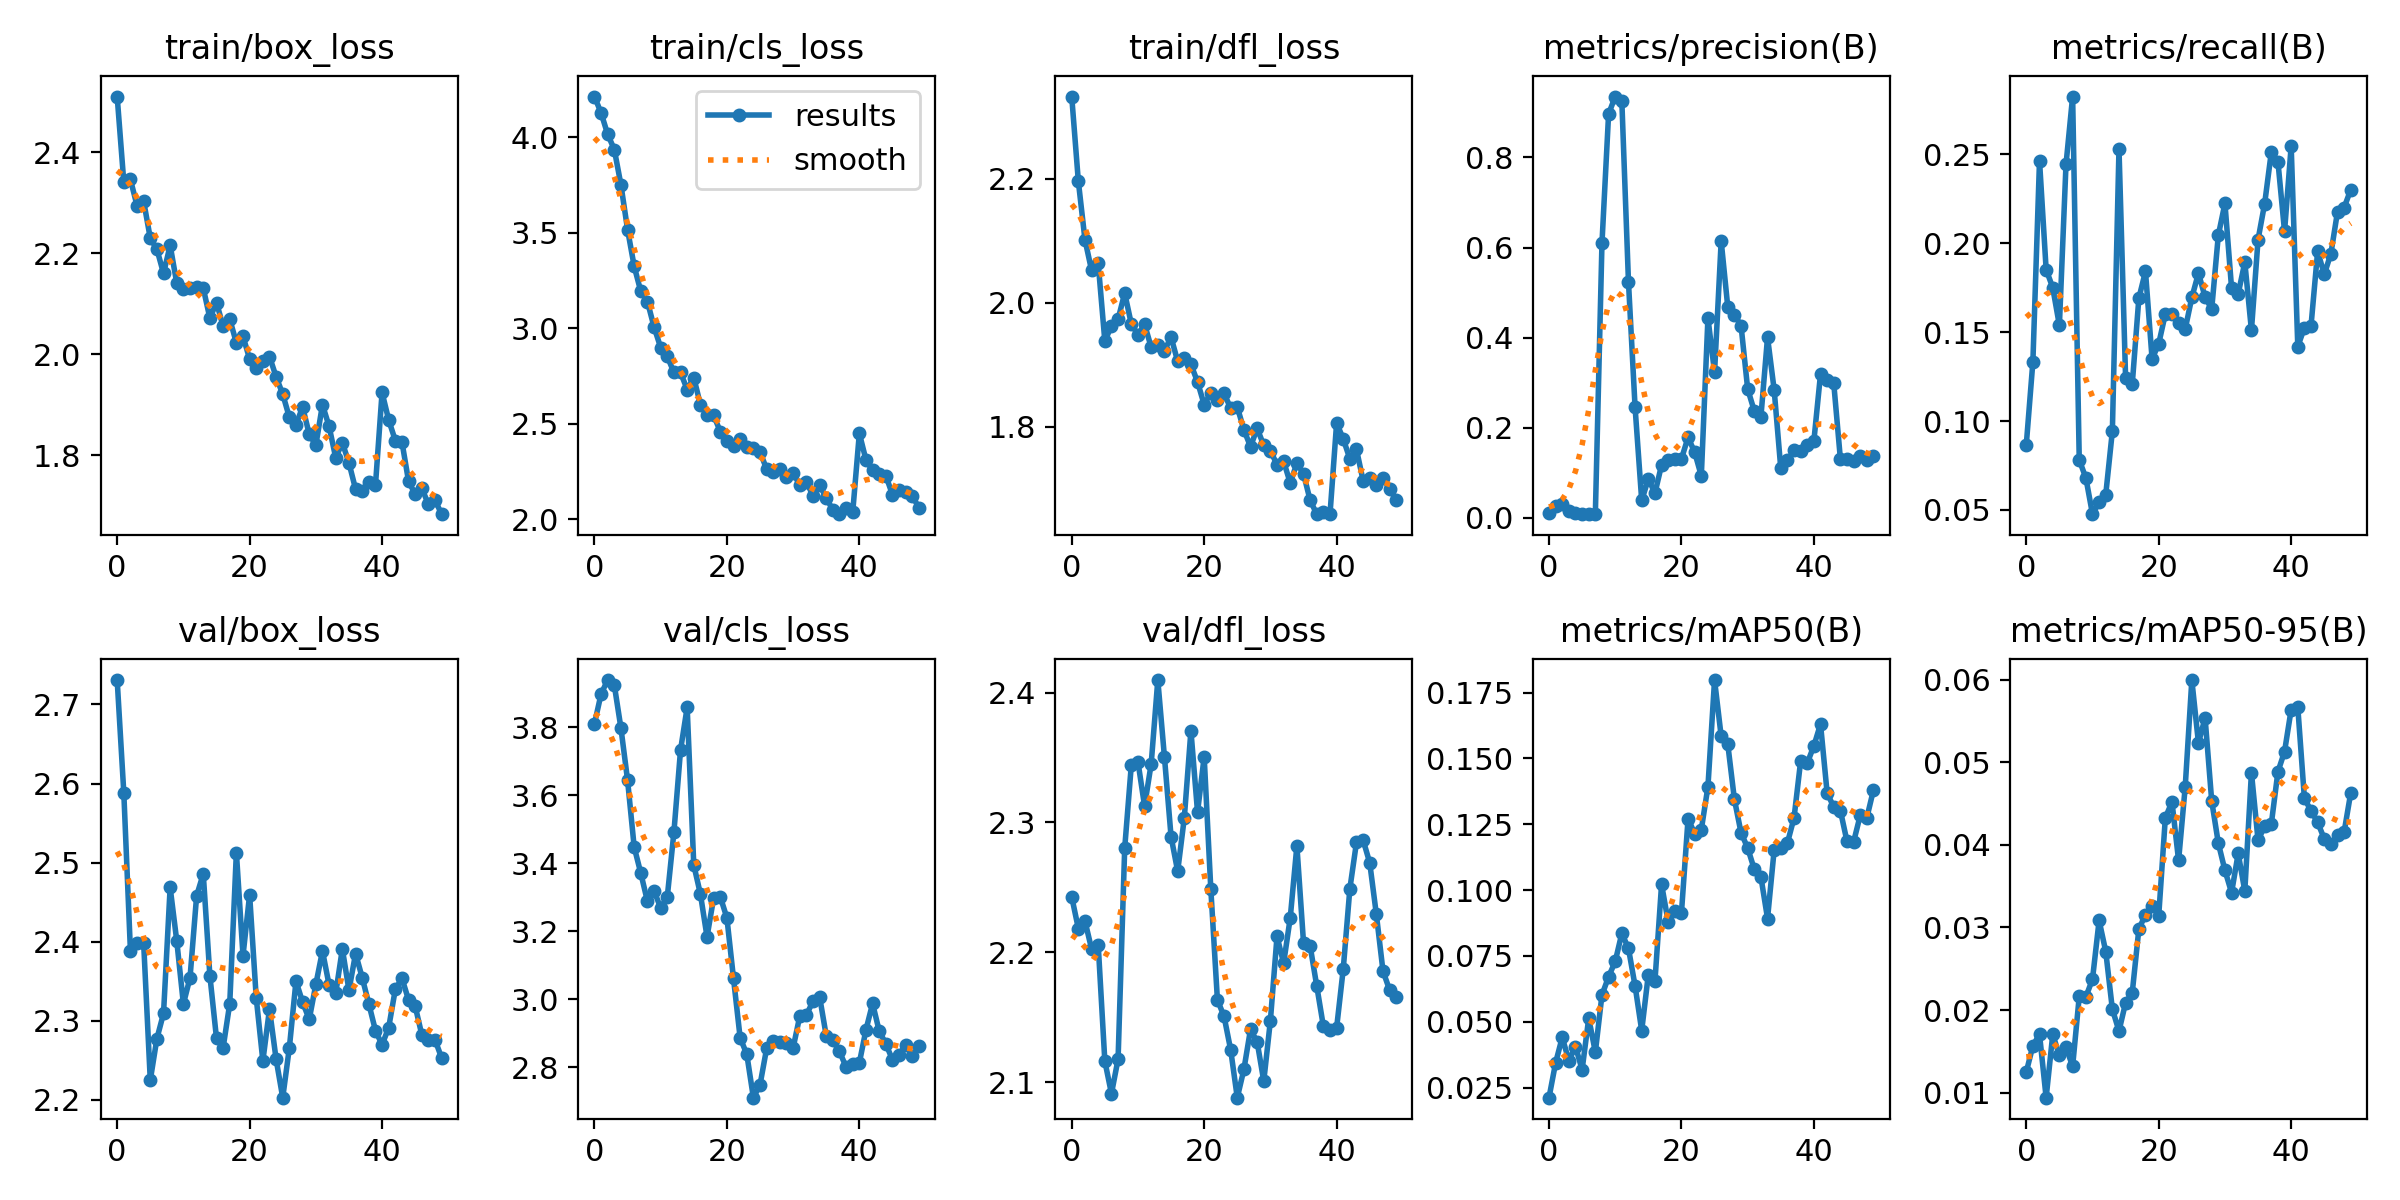 train/box_loss
2.4
2.2
2.0
1.8
0 20 40
train/cls_loss
results
smooth
4.0
3.5
3.0
2.5
2.0
0 20 40
train/dfl_loss
2.2
2.0
1.8
0 20 40
metrics/precision(B)
0.8
0.6
0.4
0.2
0.0
0 20 40
metrics/recall(B)
0.25
0.20
0.15
0.10
0.05
0 20 40
val/box_loss
2.7
2.6
2.5
2.4
2.3
2.2
0 20 40
val/cls_loss
3.8
3.6
3.4
3.2
3.0
2.8
0 20 40
val/dfl_loss
2.4
2.3
2.2
2.1
0 20 40
metrics/mAP50(B)
0.175
0.150
0.125
0.100
0.075
0.050
0.025
0 20 40
metrics/mAP50-95(B)
0.06
0.05
0.04
0.03
0.02
0.01
0 20 40